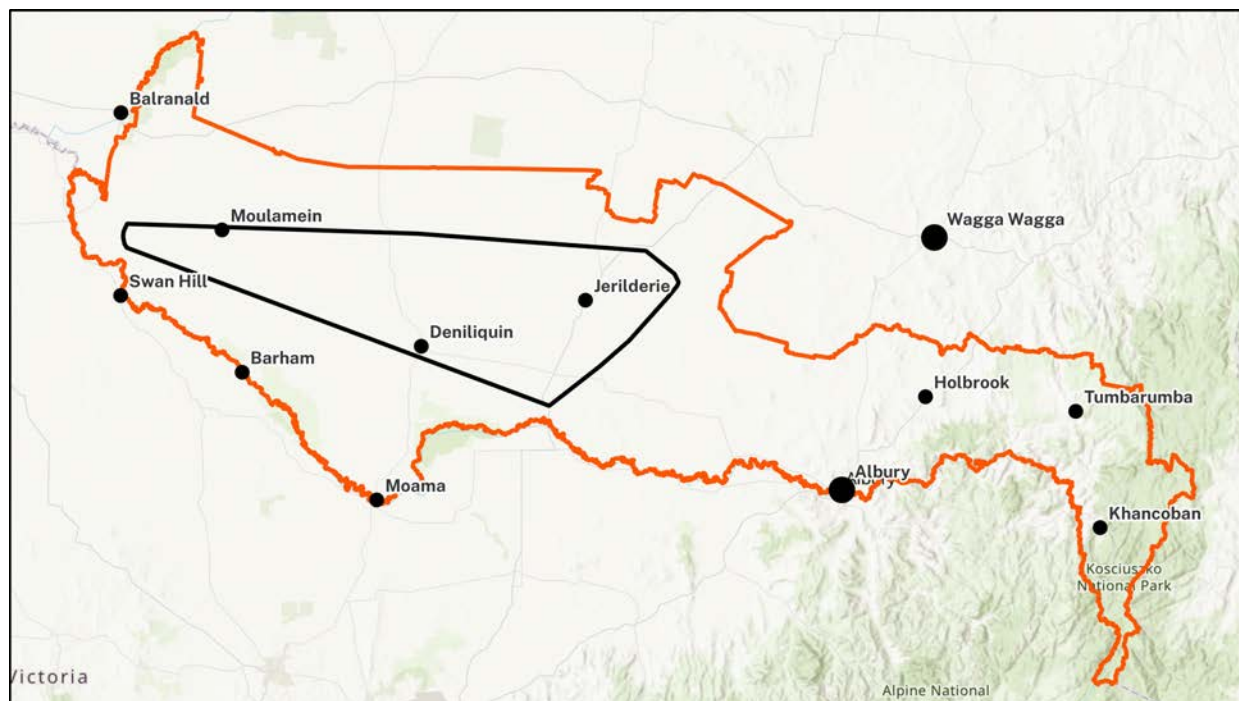 Balranald
Moulamein
Wagga Wagga
Swan Hill
Jerilderie
Deniliquin
Barham
Holbrook
Tumbarumba
Albury
Albury
Moama
Khancoban
Kosciuszko
National Park
Victoria
Alpine National